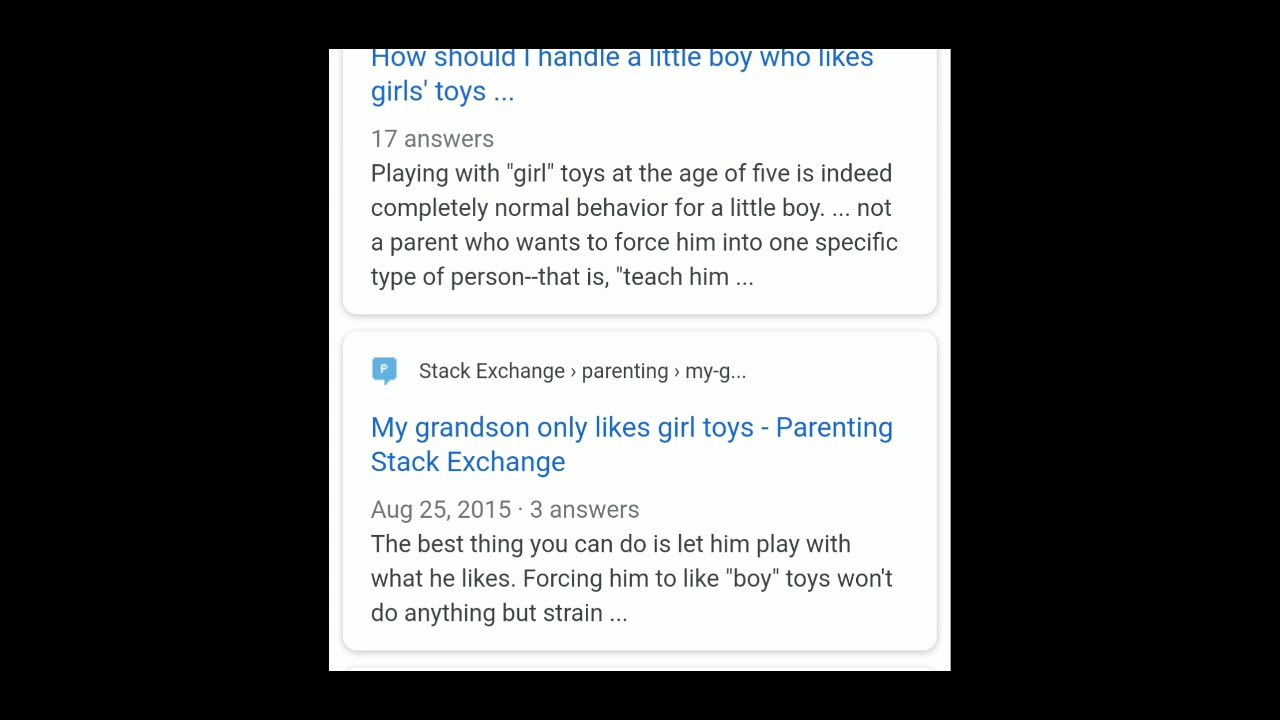 How should I handle a little boy who likes
girls' toys ...
17 answers
Playing with "girl" toys at the age of five is indeed
completely normal behavior for a little boy. ... not
a parent who wants to force him into one specific
type of person--that is, "teach him ...
P
Stack Exchange › parenting › my-g...
My grandson only likes girl toys - Parenting
Stack Exchange
Aug 25, 2015 · 3 answers
The best thing you can do is let him play with
what he likes. Forcing him to like "boy" toys won't
do anything but strain ...